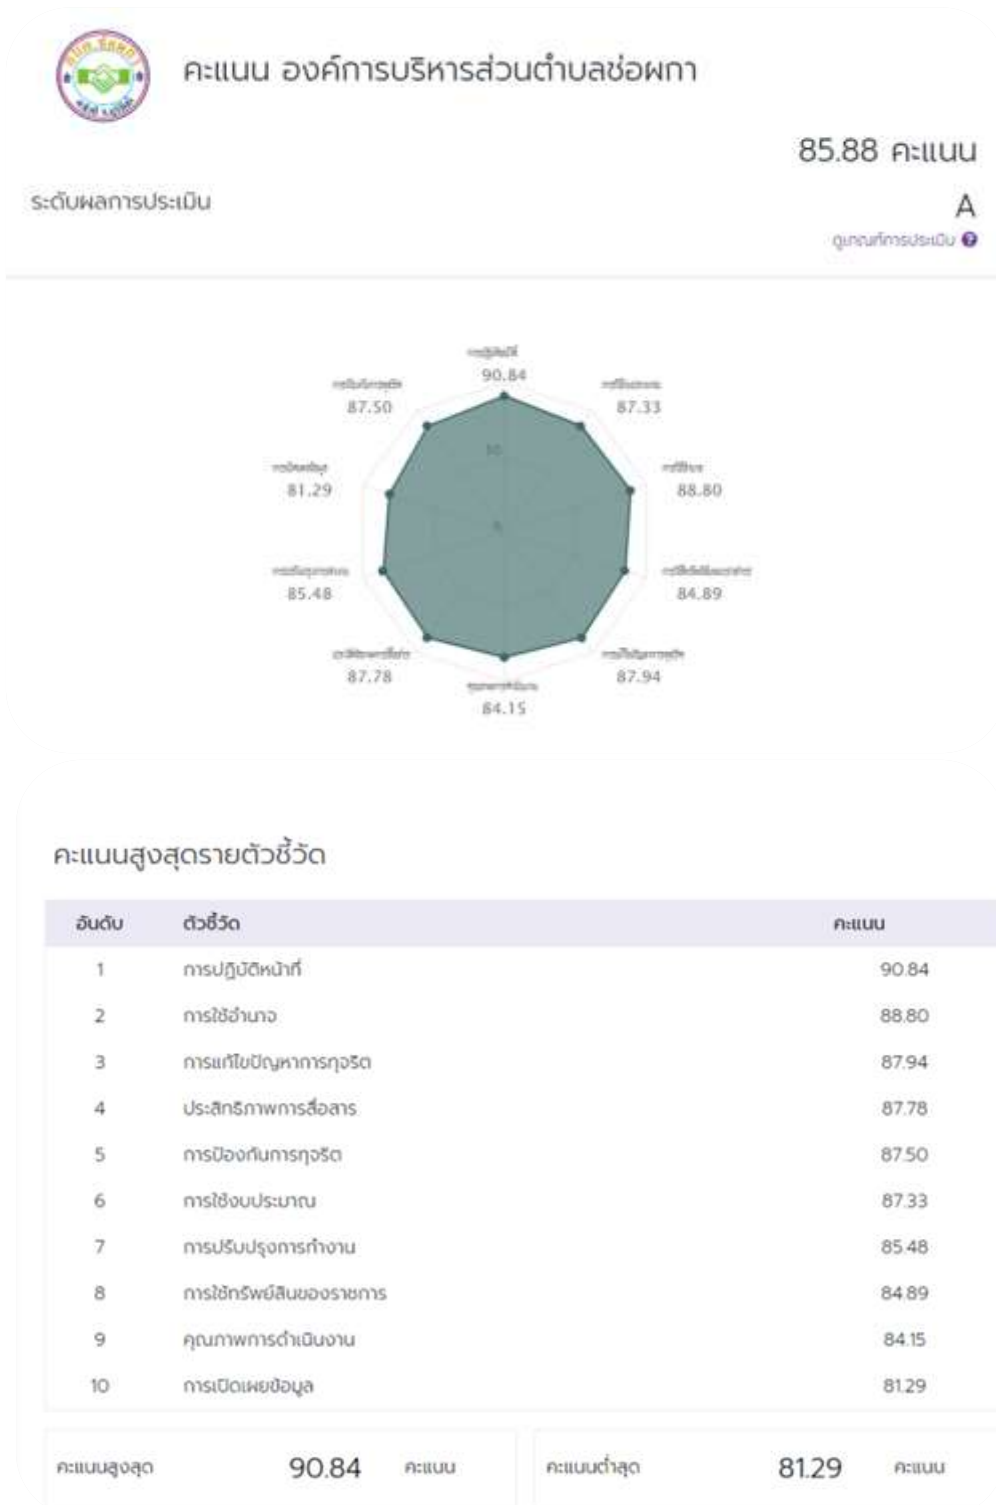 คะแนน องค์การบริหารส่วนตำบลช่อผกา
85.88 คะแนน
ระดับผลการประเมิน
A
ดูเกณฑ์การประเมิน
90.84
87.50
87.33
81.29
88.80
85.48
84.89
87.78
87.94
84.15
คะแนนสูงสุดรายตัวชี้วัด
อันดับ ตัวชี้วัด คะแนน
1 การปฏิบัติหน้าที่ 90.84
2 การใช้อำนาจ 88.80
3 การแก้ไขปัญหาการทุจริต 87.94
4 ประสิทธิภาพการสื่อสาร 87.78
5 การป้องกันการทุจริต 87.50
6 การใช้งบประมาณ 87.33
7 การปรับปรุงการทำงาน 85.48
8 การใช้ทรัพย์สินของราชการ 84.89
9 คุณภาพการดำเนินงาน 84.15
10 การเปิดเผยข้อมูล 81.29
คะแนนสูงสุด 90.84 คะแนน คะแนนต่ำสุด 81.29 คะแนน